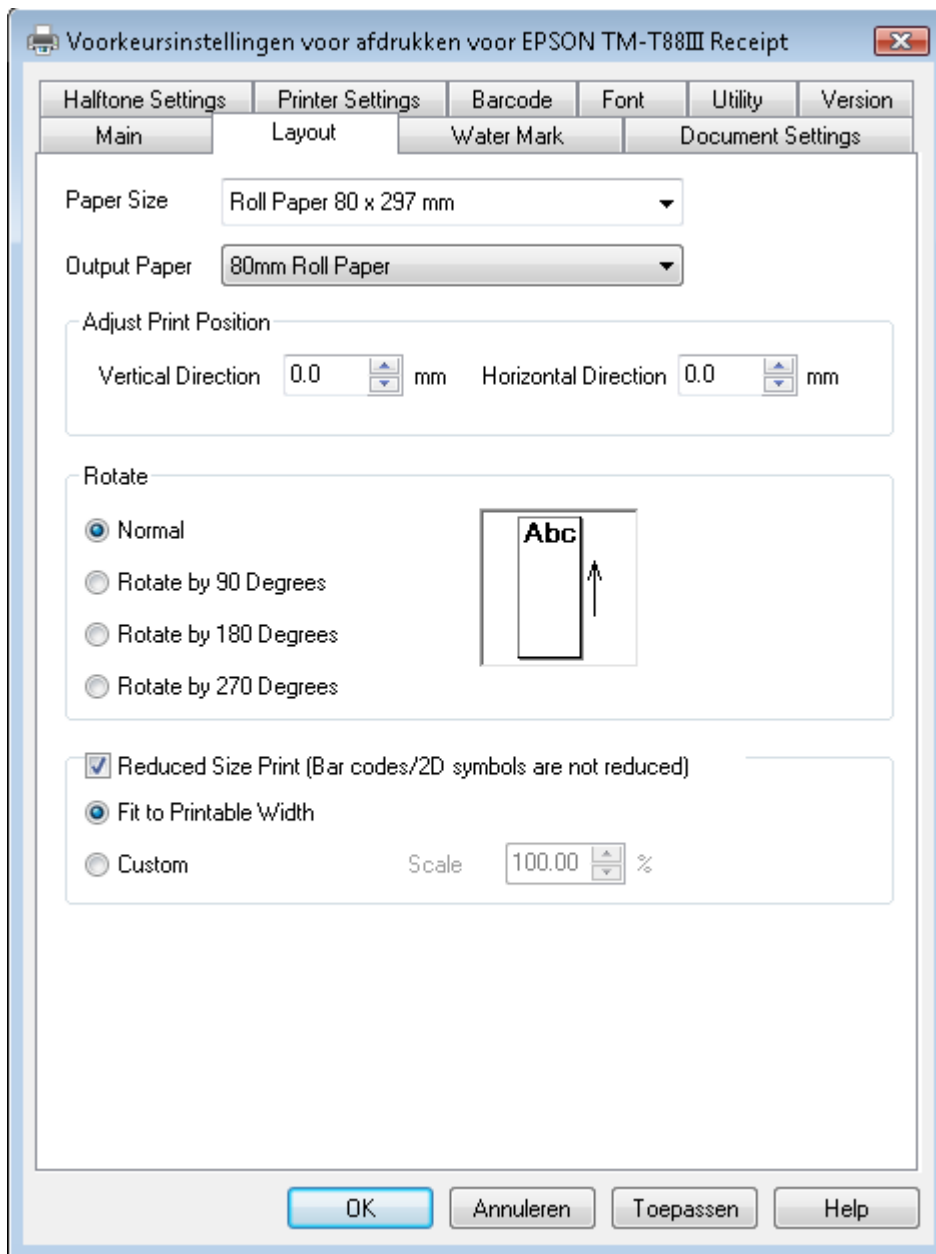 Voorkeursinstellingen voor afdrukken voor EPSON TM-T88III Receipt
Halftone Settings Printer Settings Barcode Font Utility Version
Main Layout Water Mark Document Settings
Paper Size Roll Paper 80 x 297 mm
Output Paper 80mm Roll Paper
Adjust Print Position
Vertical Direction 0.0 mm Horizontal Direction 0.0 mm
Rotate
Normal
Abc
Rotate by 90 Degrees
Rotate by 180 Degrees
Rotate by 270 Degrees
Reduced Size Print (Bar codes/2D symbols are not reduced)
Fit to Printable Width
Custom Scale 100.00 %
OK Annuleren Toepassen Help